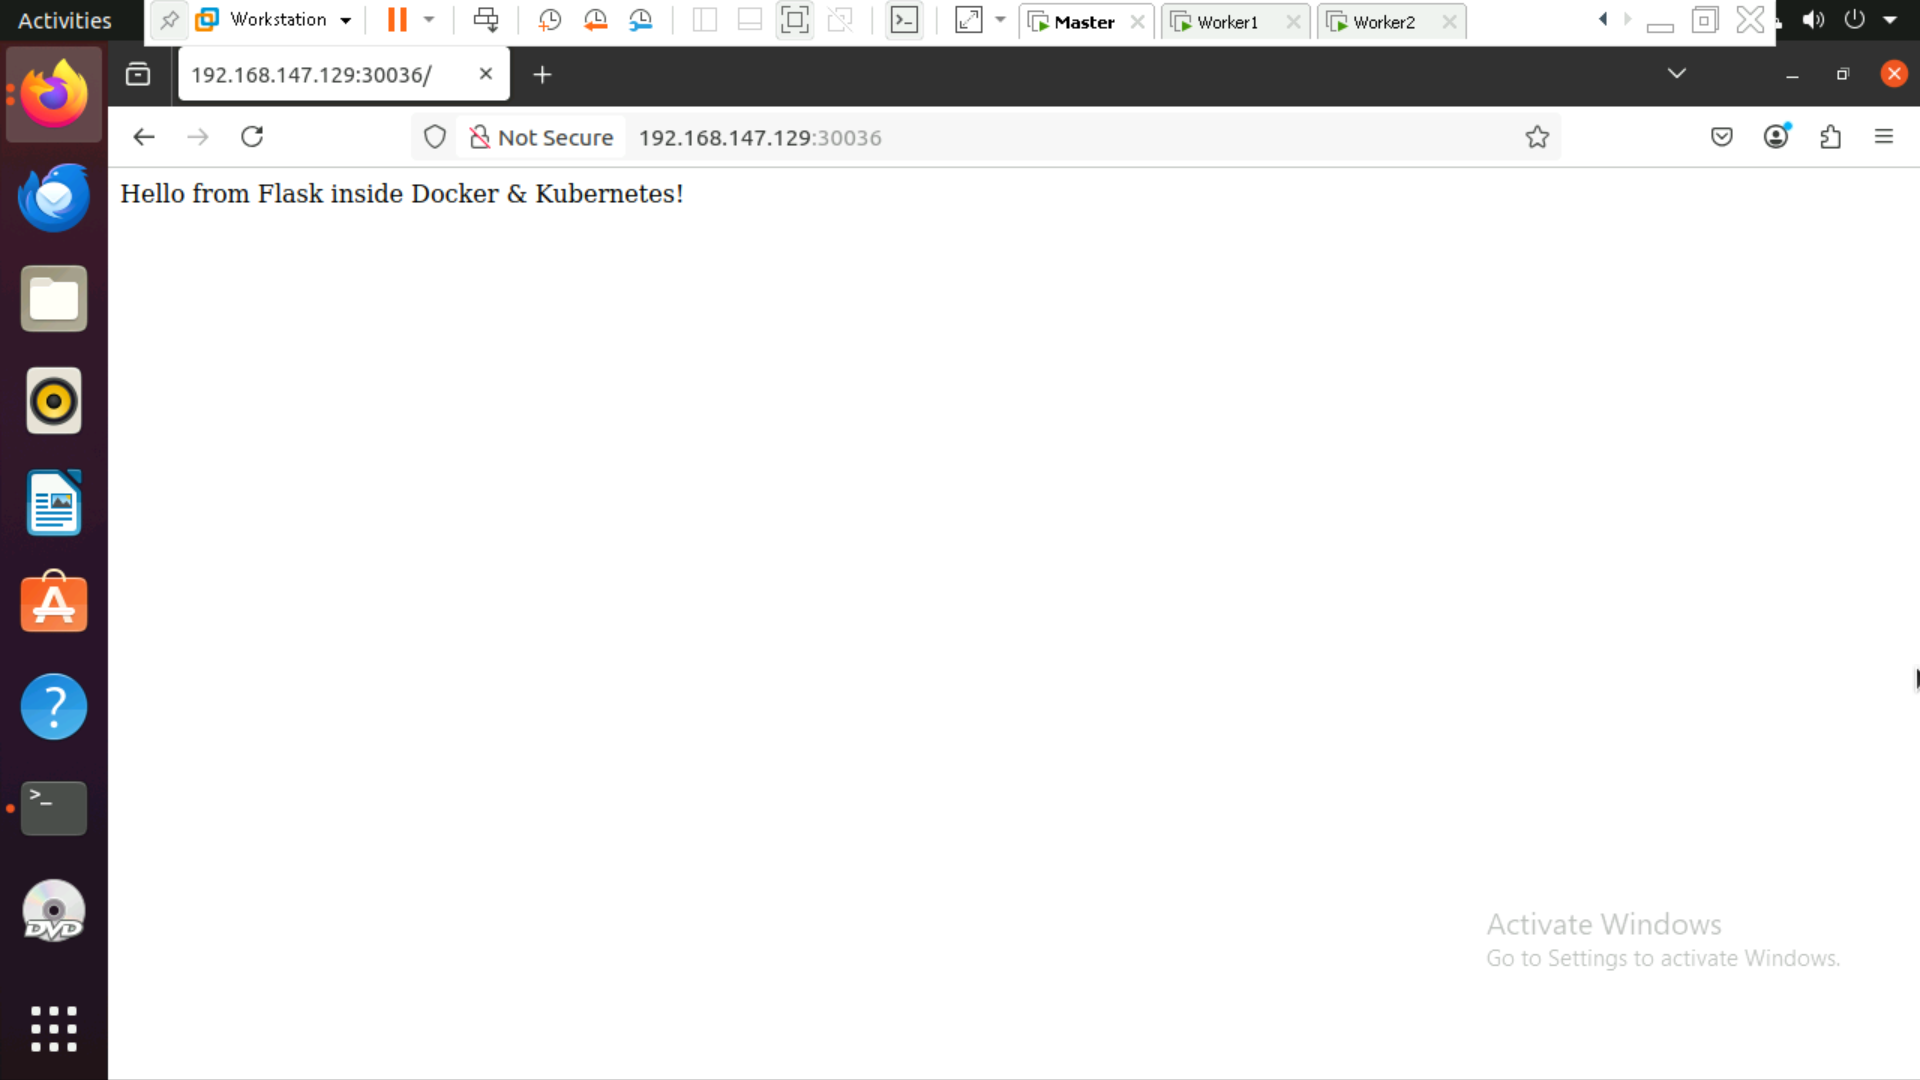 Activities
Workstation
Master
Worker1
Worker2
192.168.147.129:30036/
Not Secure
192.168.147.129:30036
Hello from Flask inside Docker & Kubernetes!
>_
?
DVD
Activate Windows
Go to Settings to activate Windows.